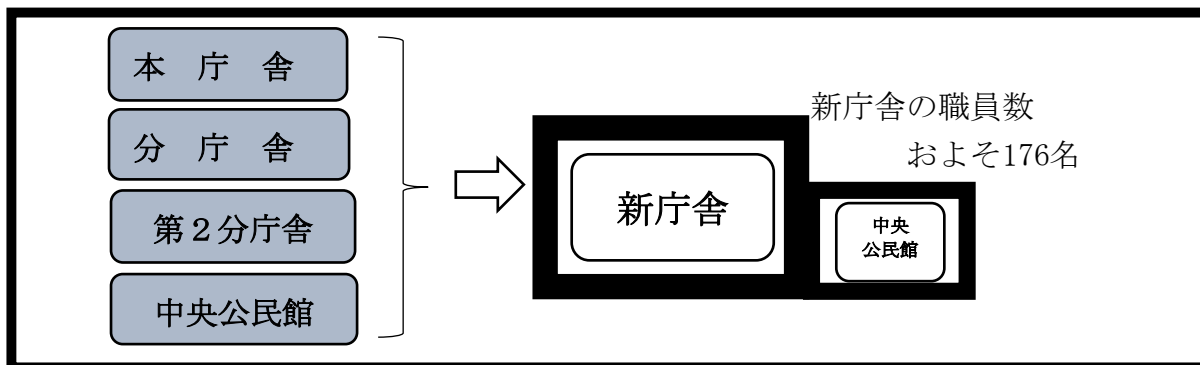 本 庁 舎
分 庁 舎
第２分庁舎
中央公民館
新庁舎
新庁舎の職員数
およそ176名
中央
公民館